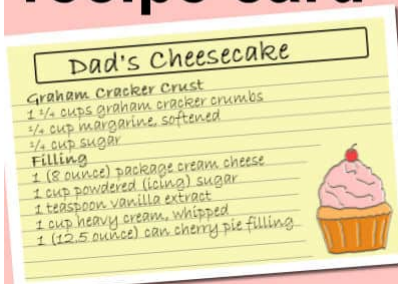 recipe card
Dad's Cheesecake
Graham Cracker Crust
1 1/4 cups graham cracker crumbs
1/4 cup margarine, softened
1/4 cup sugar
Filling
1 (8 ounce) package cream cheese
1 cup powdered (icing) sugar
1 teaspoon vanilla extract
1 cup heavy cream, whipped
1 (12.5 ounce) can cherry pie filling